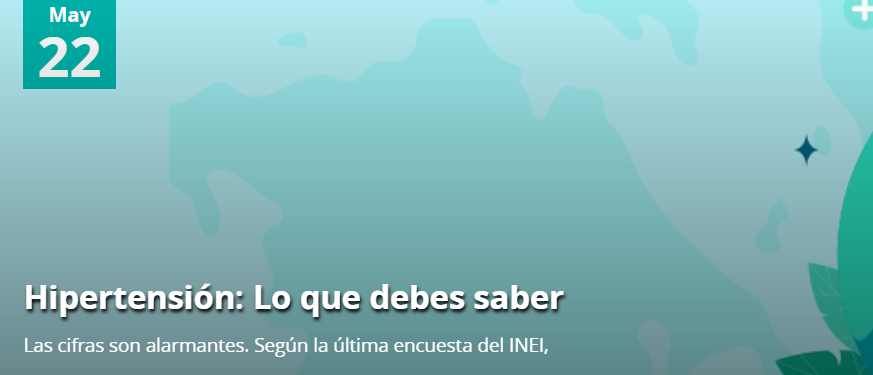 May
22
Hipertensión: Lo que debes saber
Las cifras son alarmantes. Según la última encuesta del INEI,